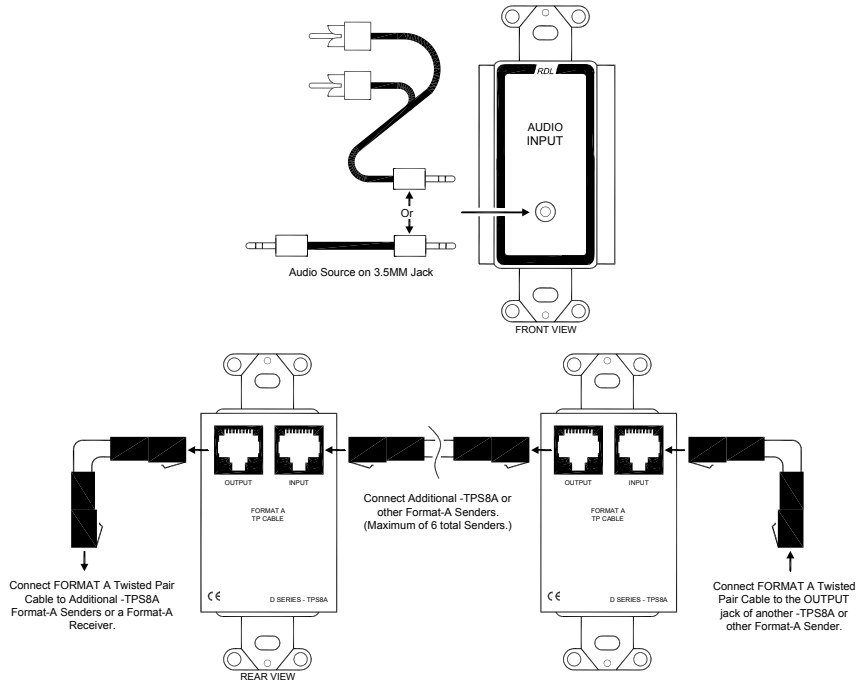 RDL
AUDIO
INPUT
Or
Audio Source on 3.5MM Jack
FRONT VIEW
OUTPUT
INPUT
FORMAT A
TP CABLE
CE
D SERIES - TPS8A
REAR VIEW
Connect FORMAT A Twisted Pair
Cable to Additional -TPS8A
Format-A Senders or a Format-A
Receiver.
Connect Additional -TPS8A or
other Format-A Senders.
(Maximum of 6 total Senders.)
OUTPUT
INPUT
FORMAT A
TP CABLE
CE
D SERIES - TPS8A
Connect FORMAT A Twisted
Pair Cable to the OUTPUT
jack of another -TPS8A or
other Format-A Sender.